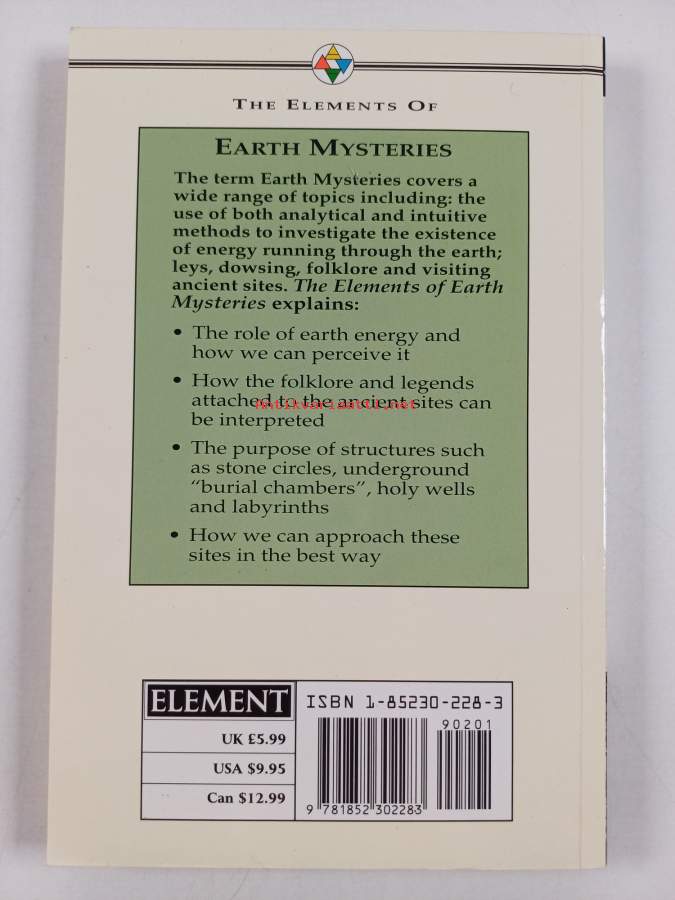 THE ELEMENTS OF
EARTH MYSTERIES
The term Earth Mysteries covers a
wide range of topics including: the
use of both analytical and intuitive
methods to investigate the existence
of energy running through the earth;
leys, dowsing, folklore and visiting
ancient sites. The Elements of Earth
Mysteries explains:
• The role of earth energy and
how we can perceive it
• How the folklore and legends
attached to the ancient sites can
Antikvariaatti.net
be interpreted
• The purpose of structures such
as stone circles, underground
“burial chambers”, holy wells
and labyrinths
• How we can approach these
sites in the best way
ELEMENT
UK £5.99
USA $9.95
Can $12.99
ISBN 1-85230-228-3
90201
9 781852 302283